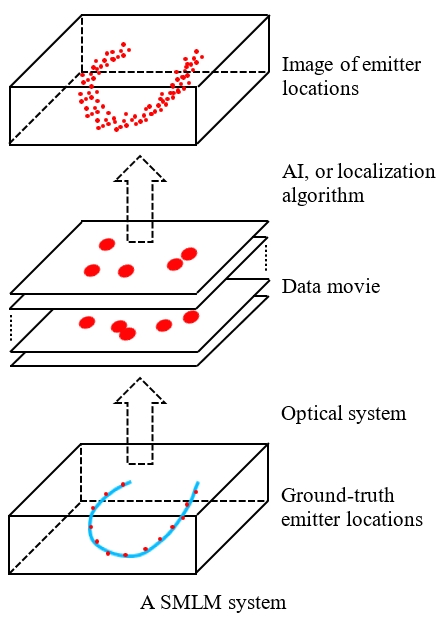 Image of emitter
locations
AI, or localization
algorithm
Data movie
Optical system
Ground-truth
emitter locations
A SMLM system